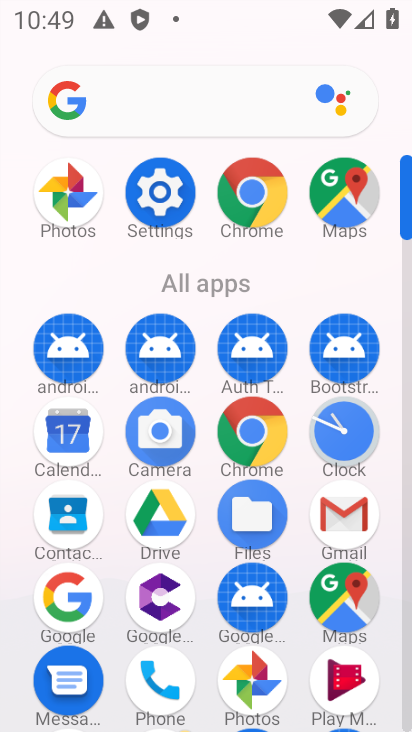 10:49
Photos Settings Chrome Maps
All apps
androi... androi... Auth T... Bootstr...
17
Calend... Camera Chrome Clock
Contac... Drive Files Gmail
Google Google... Google... Maps
Messa... Phone Photos Play M...